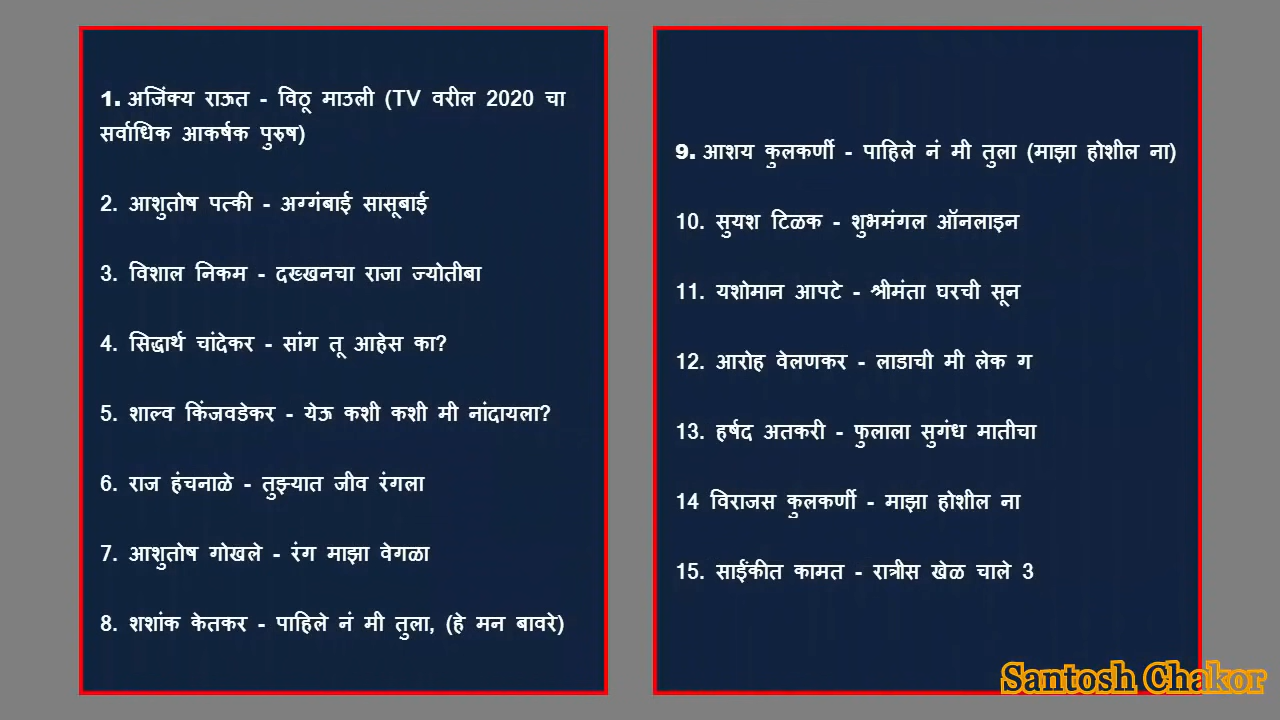 1. अजिंक्य राऊत - विठू माउली (TV वरील 2020 चा
सर्वाधिक आकर्षक पुरुष)
2. आशुतोष पत्की - अग्गंबाई सासूबाई
3. विशाल निकम - दख्खनचा राजा ज्योतीबा
4. सिद्धार्थ चांदेकर - सांग तू आहेस का?
5. शाल्व किंजवडेकर - येऊ कशी कशी मी नांदायला?
6. राज हंचनाळे - तुझ्यात जीव रंगला
7. आशुतोष गोखले - रंग माझा वेगळा
8. शशांक केतकर - पाहिले नं मी तुला, (हे मन बावरे)
9. आशय कुलकर्णी - पाहिले नं मी तुला (माझा होशील ना)
10. सुयश टिळक - शुभमंगल ऑनलाइन
11. यशोमान आपटे - श्रीमंता घरची सून
12. आरोह वेलणकर - लाडाची मी लेक ग
13. हर्षद अतकरी - फुलाला सुगंध मातीचा
14 विराजस कुलकर्णी - माझा होशील ना
15. साईंकीत कामत - रात्रीस खेळ चाले 3
Santosh Chakor